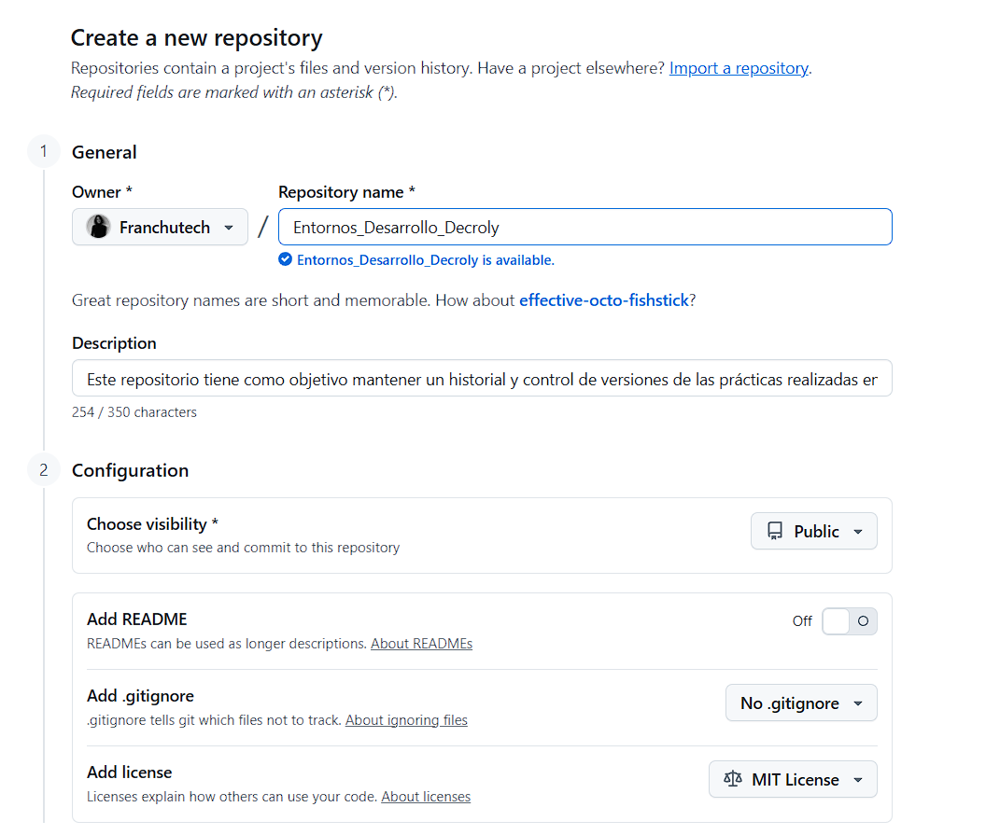 Create a new repository
Repositories contain a project's files and version history. Have a project elsewhere? Import a repository.
Required fields are marked with an asterisk (*).
1 General
Owner * Repository name *
Franchutech / Entornos_Desarrollo_Decroly
Entornos_Desarrollo_Decroly is available.
Great repository names are short and memorable. How about effective-octo-fishstick?
Description
Este repositorio tiene como objetivo mantener un historial y control de versiones de las prácticas realizadas en
254 / 350 characters
2 Configuration
Choose visibility * Public
Choose who can see and commit to this repository
Add README Off
READMEs can be used as longer descriptions. About READMEs
Add .gitignore No .gitignore
.gitignore tells git which files not to track. About ignoring files
Add license MIT License
Licenses explain how others can use your code. About licenses